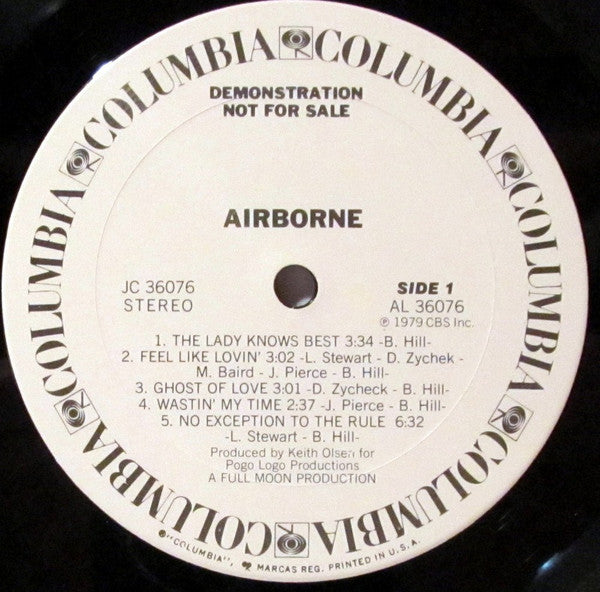 COLUMBIA COLUMBIA COLUMBIA COLUMBIA COLUMBIA COLUMBIA COLUMBIA COLUMBIA COLUMBIA COLUMBIA
DEMONSTRATION
NOT FOR SALE
AIRBORNE
JC 36076
STEREO
SIDE 1
AL 36076
℗ 1979 CBS Inc.
1. THE LADY KNOWS BEST 3:34 -B. Hill-
2. FEEL LIKE LOVIN' 3:02 -L. Stewart - D. Zychek -
M. Baird - J. Pierce - B. Hill-
3. GHOST OF LOVE 3:01 -D. Zycheck - B. Hill-
4. WASTIN' MY TIME 2:37 -J. Pierce - B. Hill-
5. NO EXCEPTION TO THE RULE 6:32
-L. Stewart - B. Hill-
Produced by Keith Olsen for
Pogo Logo Productions
A FULL MOON PRODUCTION
"COLUMBIA", MARCAS REG. PRINTED IN U.S.A.